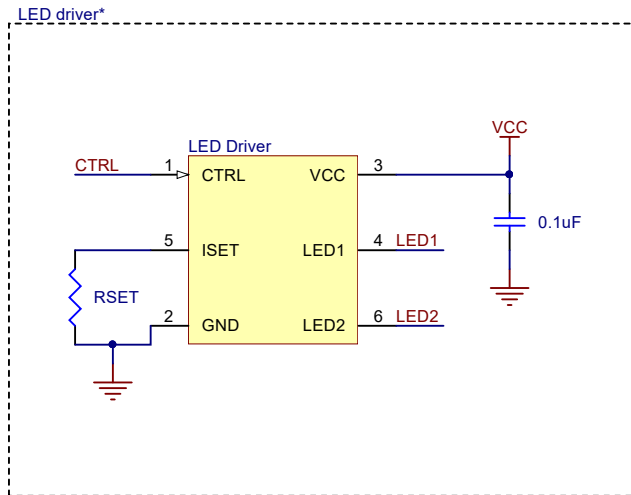 LED driver*
VCC
LED Driver
CTRL 1 CTRL VCC 3
0.1uF
5 ISET LED1 4 LED1
RSET
2 GND LED2 6 LED2